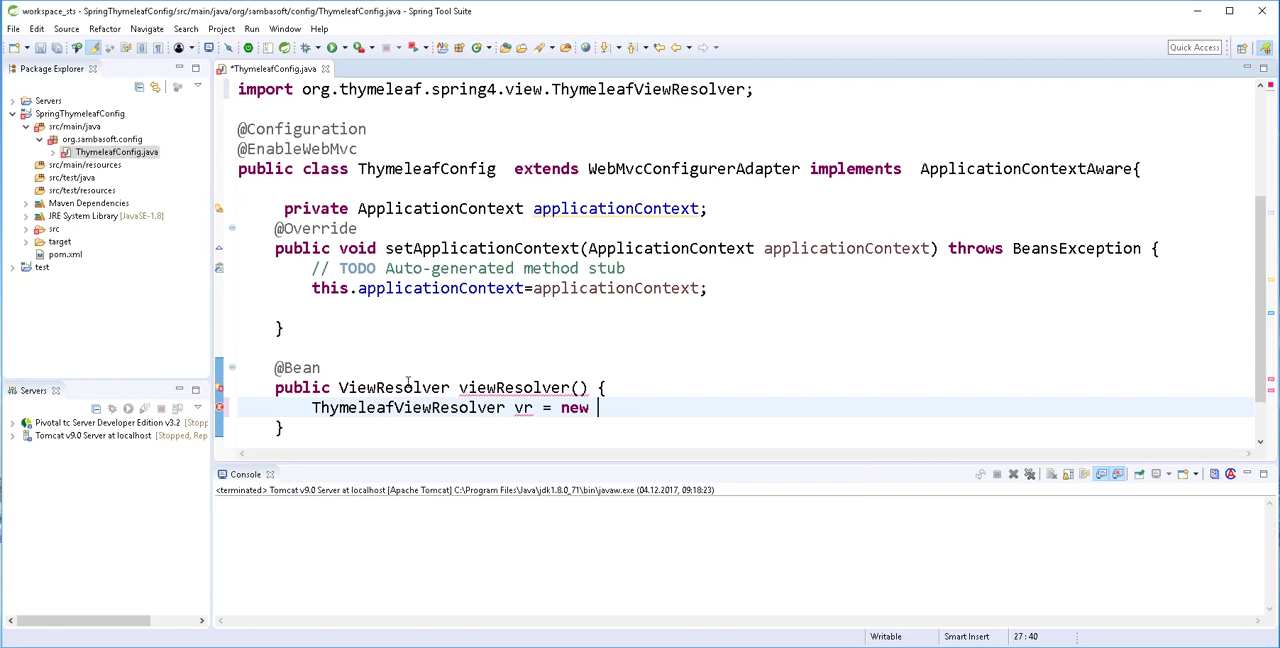 workspace_sts - SpringThymeleafConfig/src/main/java/org/sambasoft/config/ThymeleafConfig.java - Spring Tool Suite
File Edit Source Refactor Navigate Search Project Run Window Help
Quick Access
Package Explorer
*ThymeleafConfig.java
Servers
SpringThymeleafConfig
src/main/java
org.sambasoft.config
ThymeleafConfig.java
src/main/resources
src/test/java
src/test/resources
Maven Dependencies
JRE System Library [JavaSE-1.8]
src
target
pom.xml
test
import org.thymeleaf.spring4.view.ThymeleafViewResolver;
@Configuration
@EnableWebMvc
public class ThymeleafConfig extends WebMvcConfigurerAdapter implements ApplicationContextAware{
private ApplicationContext applicationContext;
@Override
public void setApplicationContext(ApplicationContext applicationContext) throws BeansException {
// TODO Auto-generated method stub
this.applicationContext=applicationContext;
}
@Bean
public ViewResolver viewResolver() {
ThymeleafViewResolver vr = new
}
Servers
Pivotal tc Server Developer Edition v3.2 [Stopp
Tomcat v9.0 Server at localhost [Stopped, Rep
Console
<terminated> Tomcat v9.0 Server at localhost [Apache Tomcat] C:\Program Files\Java\jdk1.8.0_71\bin\javaw.exe (04.12.2017, 09:18:23)
Writable Smart Insert 27:40